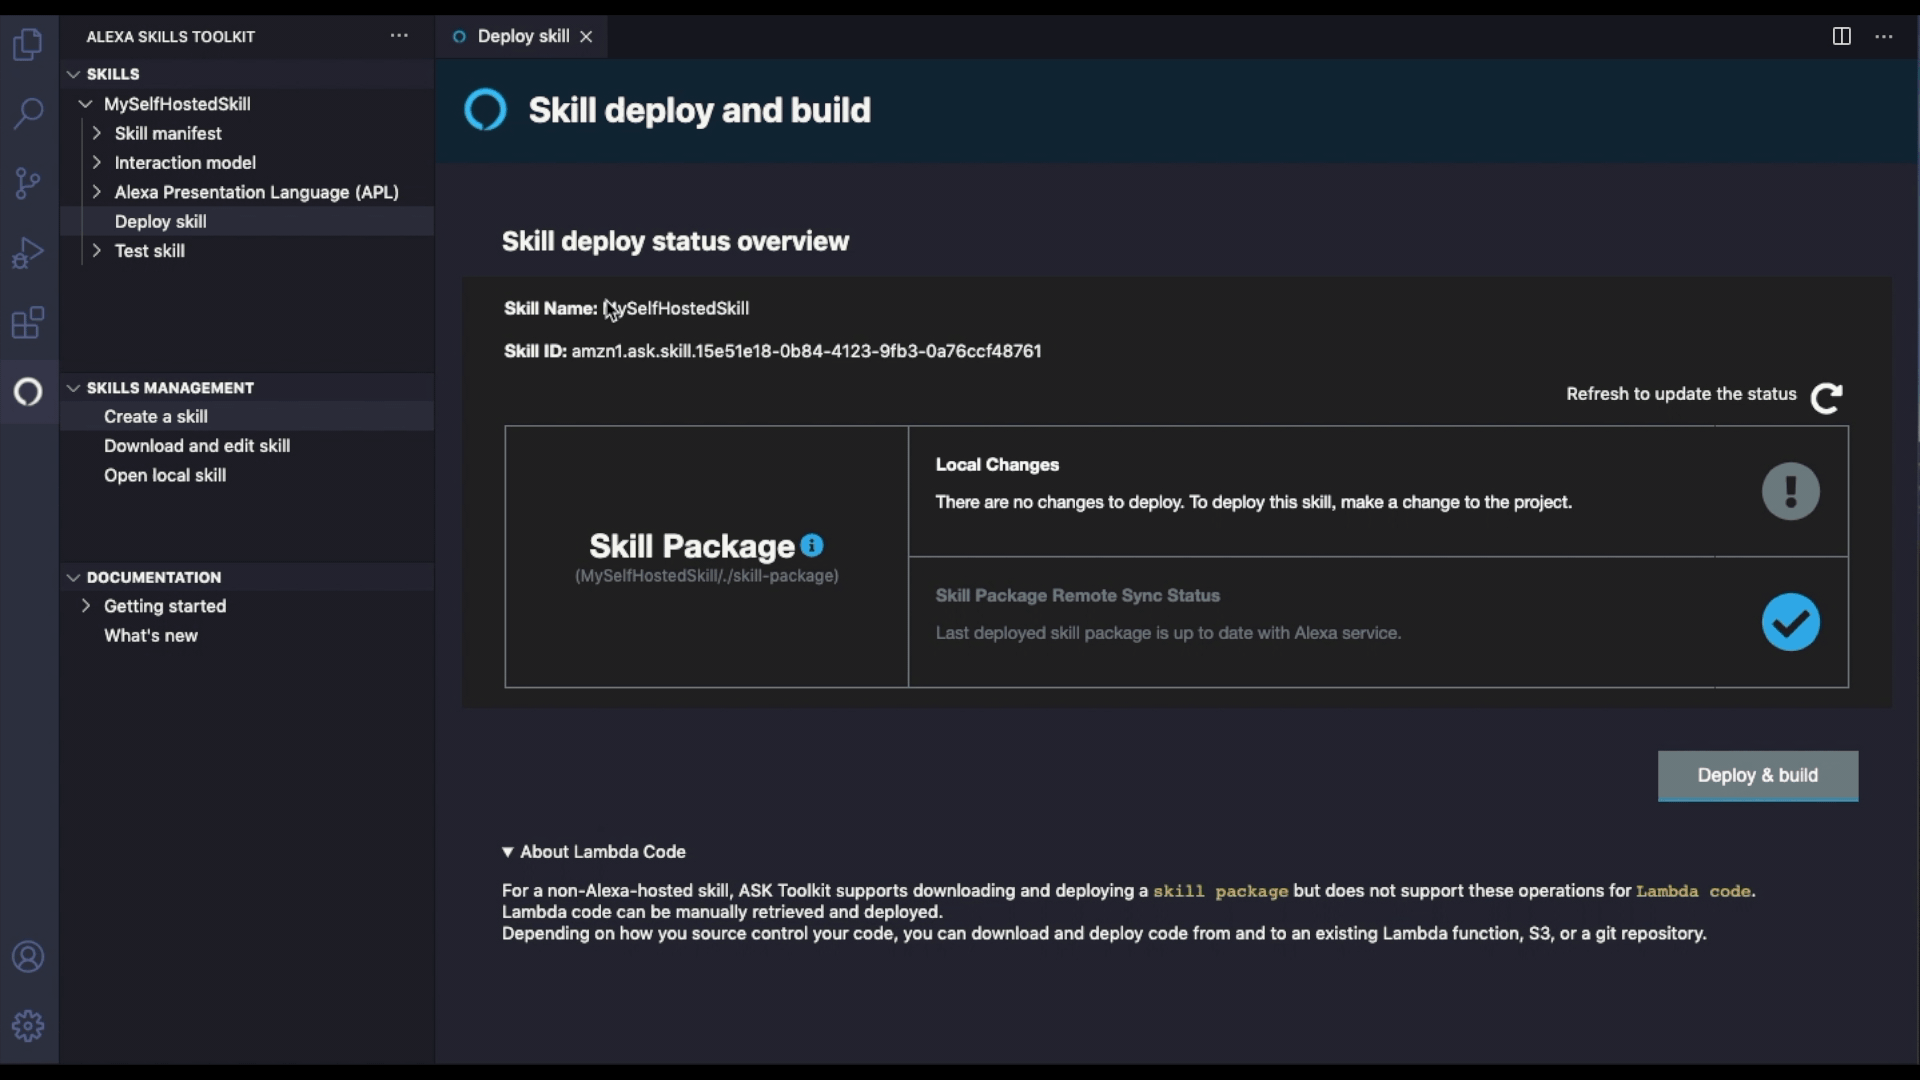 ALEXA SKILLS TOOLKIT
SKILLS
MySelfHostedSkill
Skill manifest
Interaction model
Alexa Presentation Language (APL)
Deploy skill
Test skill
SKILLS MANAGEMENT
Create a skill
Download and edit skill
Open local skill
DOCUMENTATION
Getting started
What's new
Deploy skill
Skill deploy and build
Skill deploy status overview
Skill Name: MySelfHostedSkill
Skill ID: amzn1.ask.skill.15e51e18-0b84-4123-9fb3-0a76ccf48761
Refresh to update the status
Skill Package
(MySelfHostedSkill/./skill-package)
Local Changes
There are no changes to deploy. To deploy this skill, make a change to the project.
Skill Package Remote Sync Status
Last deployed skill package is up to date with Alexa service.
Deploy & build
▼ About Lambda Code
For a non-Alexa-hosted skill, ASK Toolkit supports downloading and deploying a skill package but does not support these operations for Lambda code.
Lambda code can be manually retrieved and deployed.
Depending on how you source control your code, you can download and deploy code from and to an existing Lambda function, S3, or a git repository.